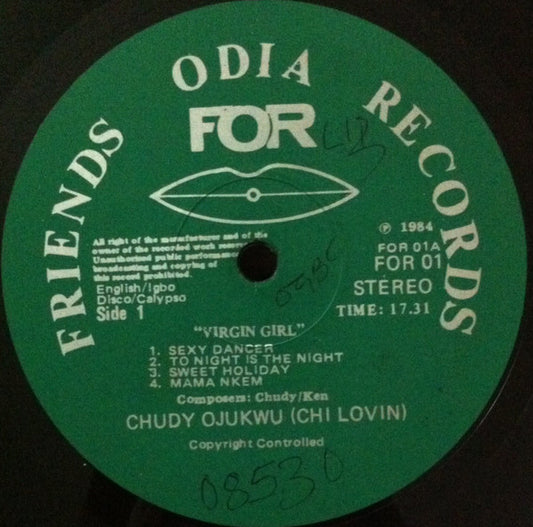 FRIENDS ODIA RECORDS
FOR
℗ 1984
FOR 01A
FOR 01
STÉREO
TIME: 17.31
All right of the manufacturer and of the
owner of the recorded work reserved
Unauthorised public performance
broadcasting and copying of
this record prohibited.
English/Igbo
Disco/Calypso
Side 1
"VIRGIN GIRL"
1. SEXY DANCER
2. TO NIGHT IS THE NIGHT
3. SWEET HOLIDAY
4. MAMA NKEM
Composers: Chudy/Ken
CHUDY OJUKWU (CHI LOVIN)
Copyright Controlled
08530